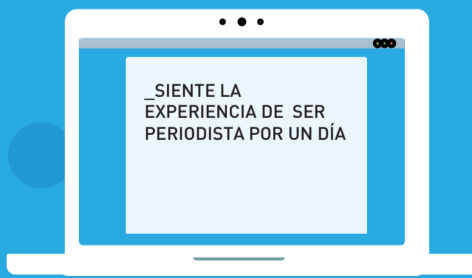 _SIENTE LA
EXPERIENCIA DE SER
PERIODISTA POR UN DÍA